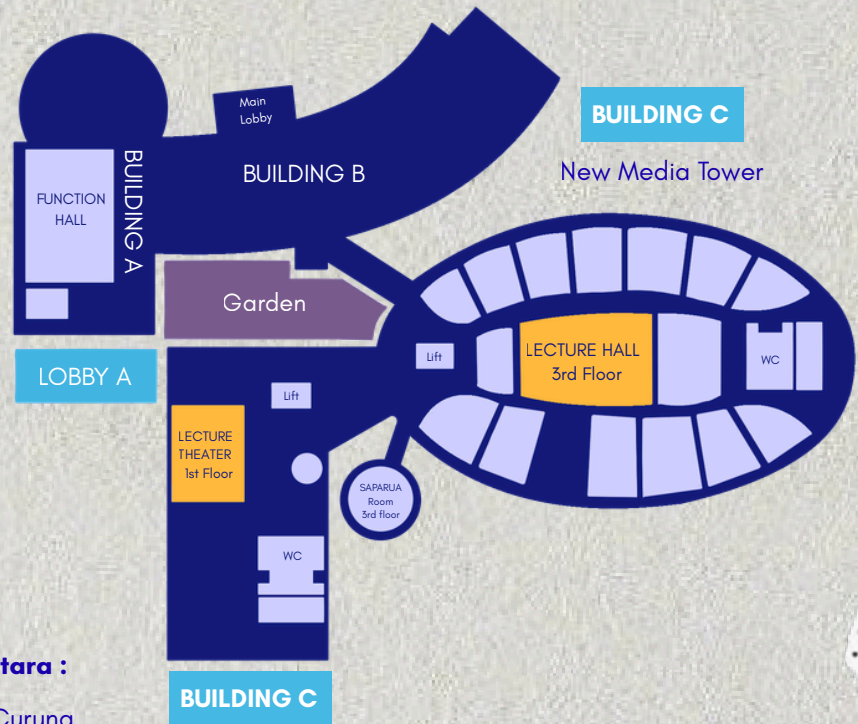 Main
Lobby
BUILDING C
New Media Tower
BUILDING B
BUILDING A
FUNCTION
HALL
Garden
LOBBY A
Lift
LECTURE HALL
3rd Floor
WC
Lift
LECTURE
THEATER
1st Floor
SAPARUA
Room
3rd floor
WC
tara :
BUILDING C
Curung